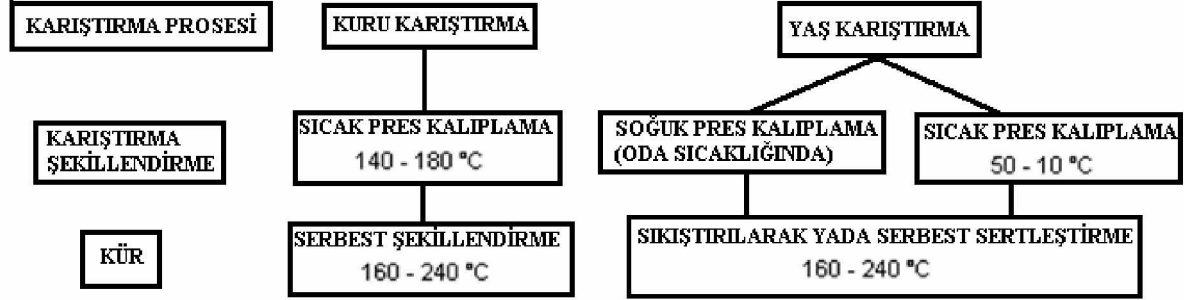 KARIŞTIRMA PROSESİ
KURU KARIŞTIRMA
YAŞ KARIŞTIRMA
KARIŞTIRMA
ŞEKİLLENDİRME
SICAK PRES KALIPLAMA
140 - 180 °C
SOĞUK PRES KALIPLAMA
(ODA SICAKLIĞINDA)
SICAK PRES KALIPLAMA
50 - 10 °C
KÜR
SERBEST ŞEKİLLENDİRME
160 - 240 °C
SIKIŞTIRILARAK YADA SERBEST SERTLEŞTİRME
160 - 240 °C